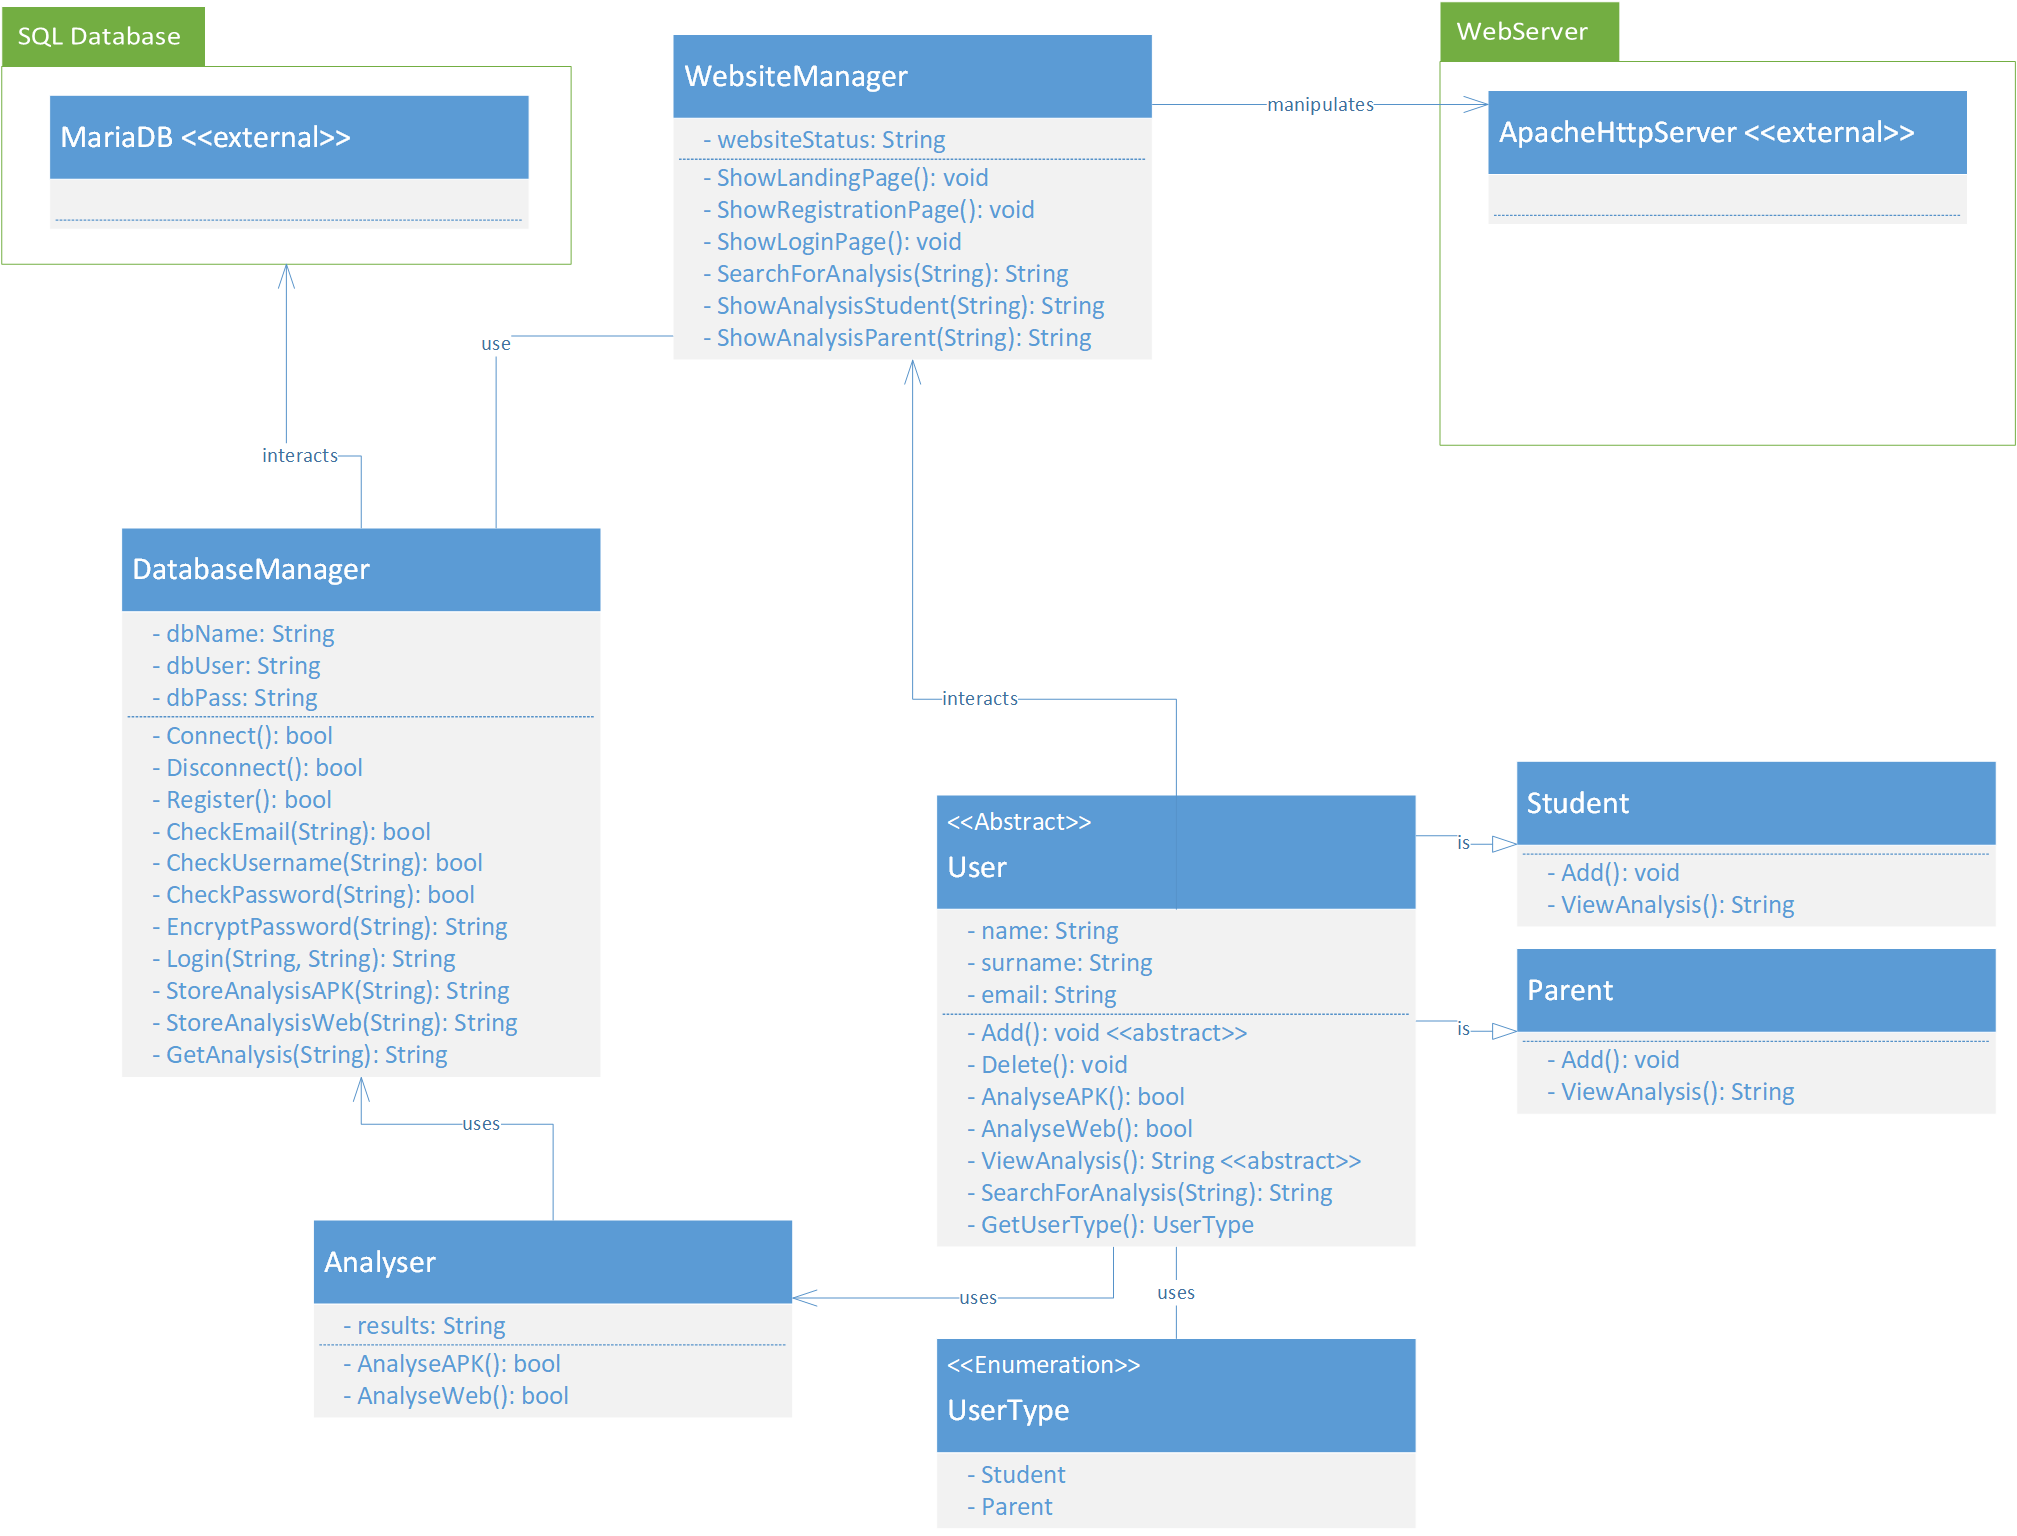 SQL Database
MariaDB <<external>>
WebsiteManager
- websiteStatus: String
- ShowLandingPage(): void
- ShowRegistrationPage(): void
- ShowLoginPage(): void
- SearchForAnalysis(String): String
- ShowAnalysisStudent(String): String
- ShowAnalysisParent(String): String
manipulates
WebServer
ApacheHttpServer <<external>>
use
interacts
DatabaseManager
- dbName: String
- dbUser: String
- dbPass: String
- Connect(): bool
- Disconnect(): bool
- Register(): bool
- CheckEmail(String): bool
- CheckUsername(String): bool
- CheckPassword(String): bool
- EncryptPassword(String): String
- Login(String, String): String
- StoreAnalysisAPK(String): String
- StoreAnalysisWeb(String): String
- GetAnalysis(String): String
interacts
<<Abstract>>
User
- name: String
- surname: String
- email: String
- Add(): void <<abstract>>
- Delete(): void
- AnalyseAPK(): bool
- AnalyseWeb(): bool
- ViewAnalysis(): String <<abstract>>
- SearchForAnalysis(String): String
- GetUserType(): UserType
is
Student
- Add(): void
- ViewAnalysis(): String
is
Parent
- Add(): void
- ViewAnalysis(): String
uses
Analyser
- results: String
- AnalyseAPK(): bool
- AnalyseWeb(): bool
uses
uses
<<Enumeration>>
UserType
- Student
- Parent